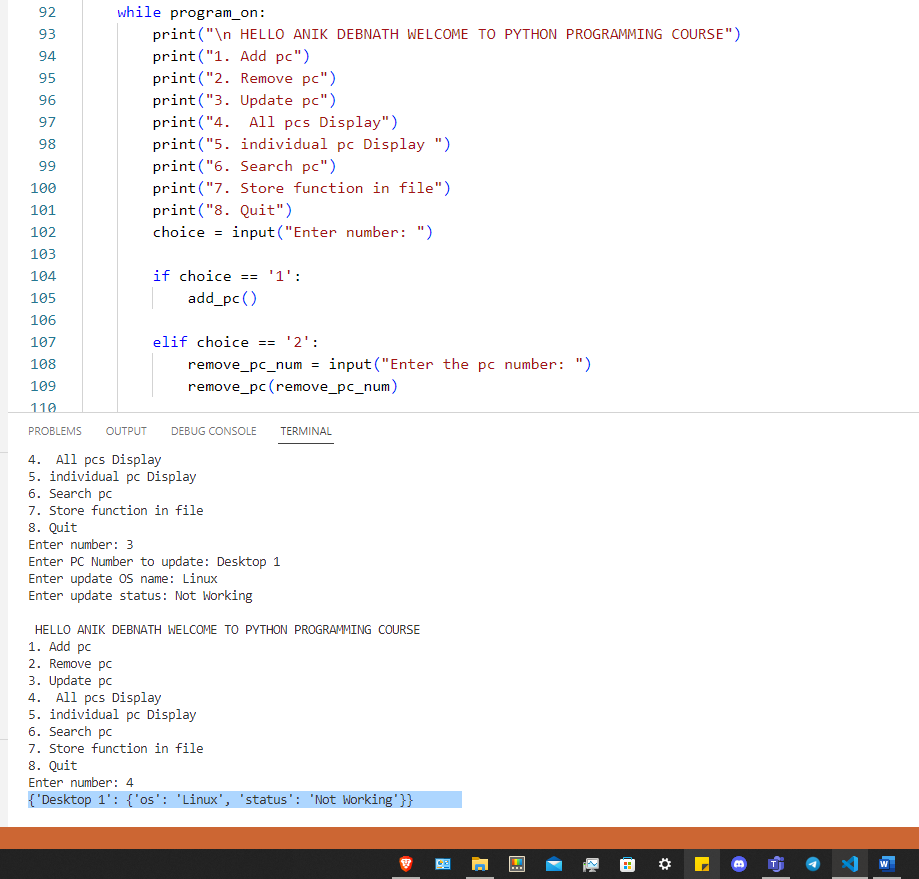 92 while program_on:
93 print("\n HELLO ANIK DEBNATH WELCOME TO PYTHON PROGRAMMING COURSE")
94 print("1. Add pc")
95 print("2. Remove pc")
96 print("3. Update pc")
97 print("4.  All pcs Display")
98 print("5. individual pc Display ")
99 print("6. Search pc")
100 print("7. Store function in file")
101 print("8. Quit")
102 choice = input("Enter number: ")
103
104 if choice == '1':
105 add_pc()
106
107 elif choice == '2':
108 remove_pc_num = input("Enter the pc number: ")
109 remove_pc(remove_pc_num)
110
PROBLEMS OUTPUT DEBUG CONSOLE TERMINAL
4.  All pcs Display
5. individual pc Display
6. Search pc
7. Store function in file
8. Quit
Enter number: 3
Enter PC Number to update: Desktop 1
Enter update OS name: Linux
Enter update status: Not Working
HELLO ANIK DEBNATH WELCOME TO PYTHON PROGRAMMING COURSE
1. Add pc
2. Remove pc
3. Update pc
4.  All pcs Display
5. individual pc Display
6. Search pc
7. Store function in file
8. Quit
Enter number: 4
{'Desktop 1': {'os': 'Linux', 'status': 'Not Working'}}